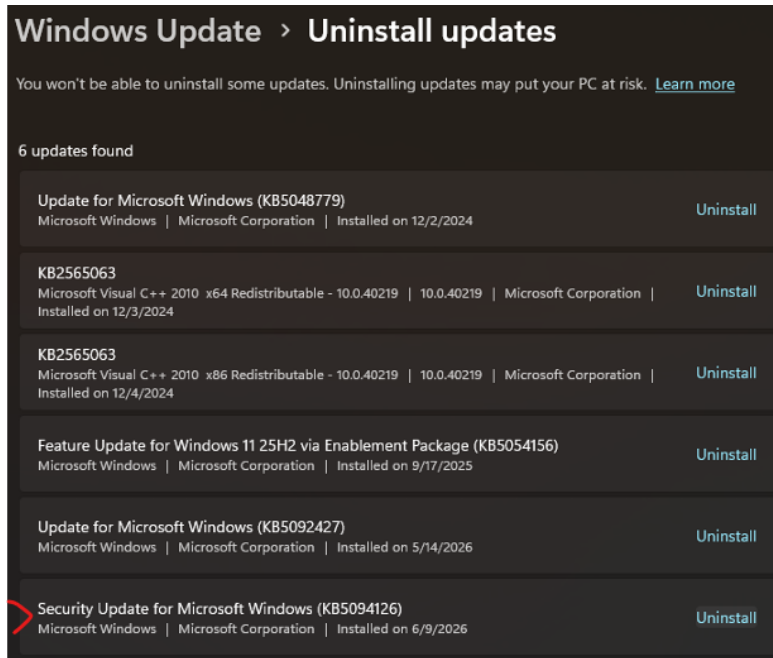 Windows Update > Uninstall updates
You won't be able to uninstall some updates. Uninstalling updates may put your PC at risk. Learn more
6 updates found
Update for Microsoft Windows (KB5048779)
Microsoft Windows | Microsoft Corporation | Installed on 12/2/2024
Uninstall
KB2565063
Microsoft Visual C++ 2010 x64 Redistributable - 10.0.40219 | 10.0.40219 | Microsoft Corporation |
Installed on 12/3/2024
Uninstall
KB2565063
Microsoft Visual C++ 2010 x86 Redistributable - 10.0.40219 | 10.0.40219 | Microsoft Corporation |
Installed on 12/4/2024
Uninstall
Feature Update for Windows 11 25H2 via Enablement Package (KB5054156)
Microsoft Windows | Microsoft Corporation | Installed on 9/17/2025
Uninstall
Update for Microsoft Windows (KB5092427)
Microsoft Windows | Microsoft Corporation | Installed on 5/14/2026
Uninstall
Security Update for Microsoft Windows (KB5094126)
Microsoft Windows | Microsoft Corporation | Installed on 6/9/2026
Uninstall